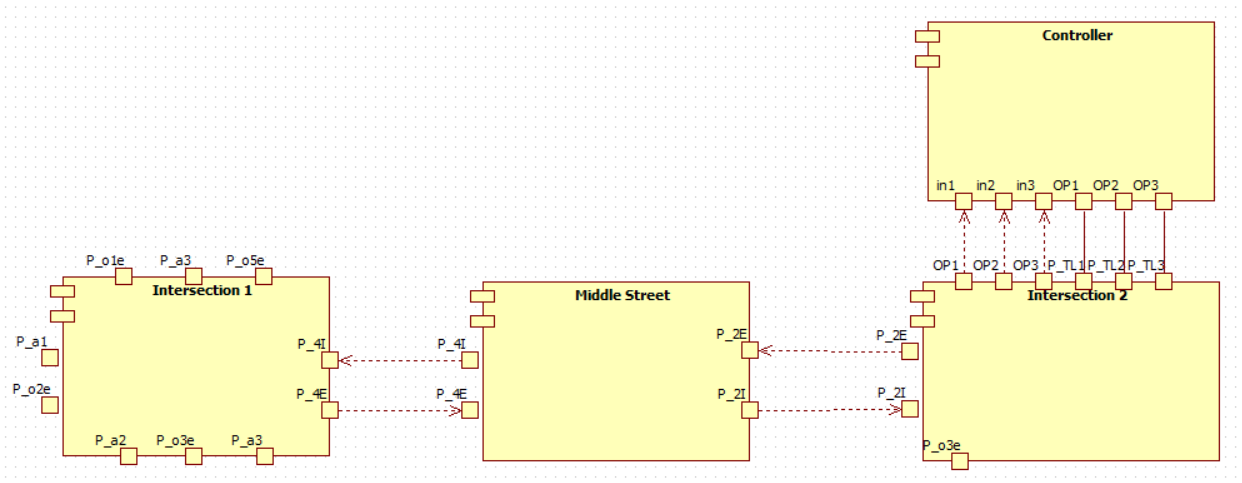 Controller
in1 in2 in3 OP1 OP2 OP3
P_o1e P_a3 P_o5e
OP1 OP2 OP3 P_TL1 P_TL2 P_TL3
Intersection 1
Middle Street
Intersection 2
P_a1 P_4I P_4I P_2E P_2E
P_o2e P_4E P_4E P_2I P_2I
P_a2 P_o3e P_a3 P_o3e